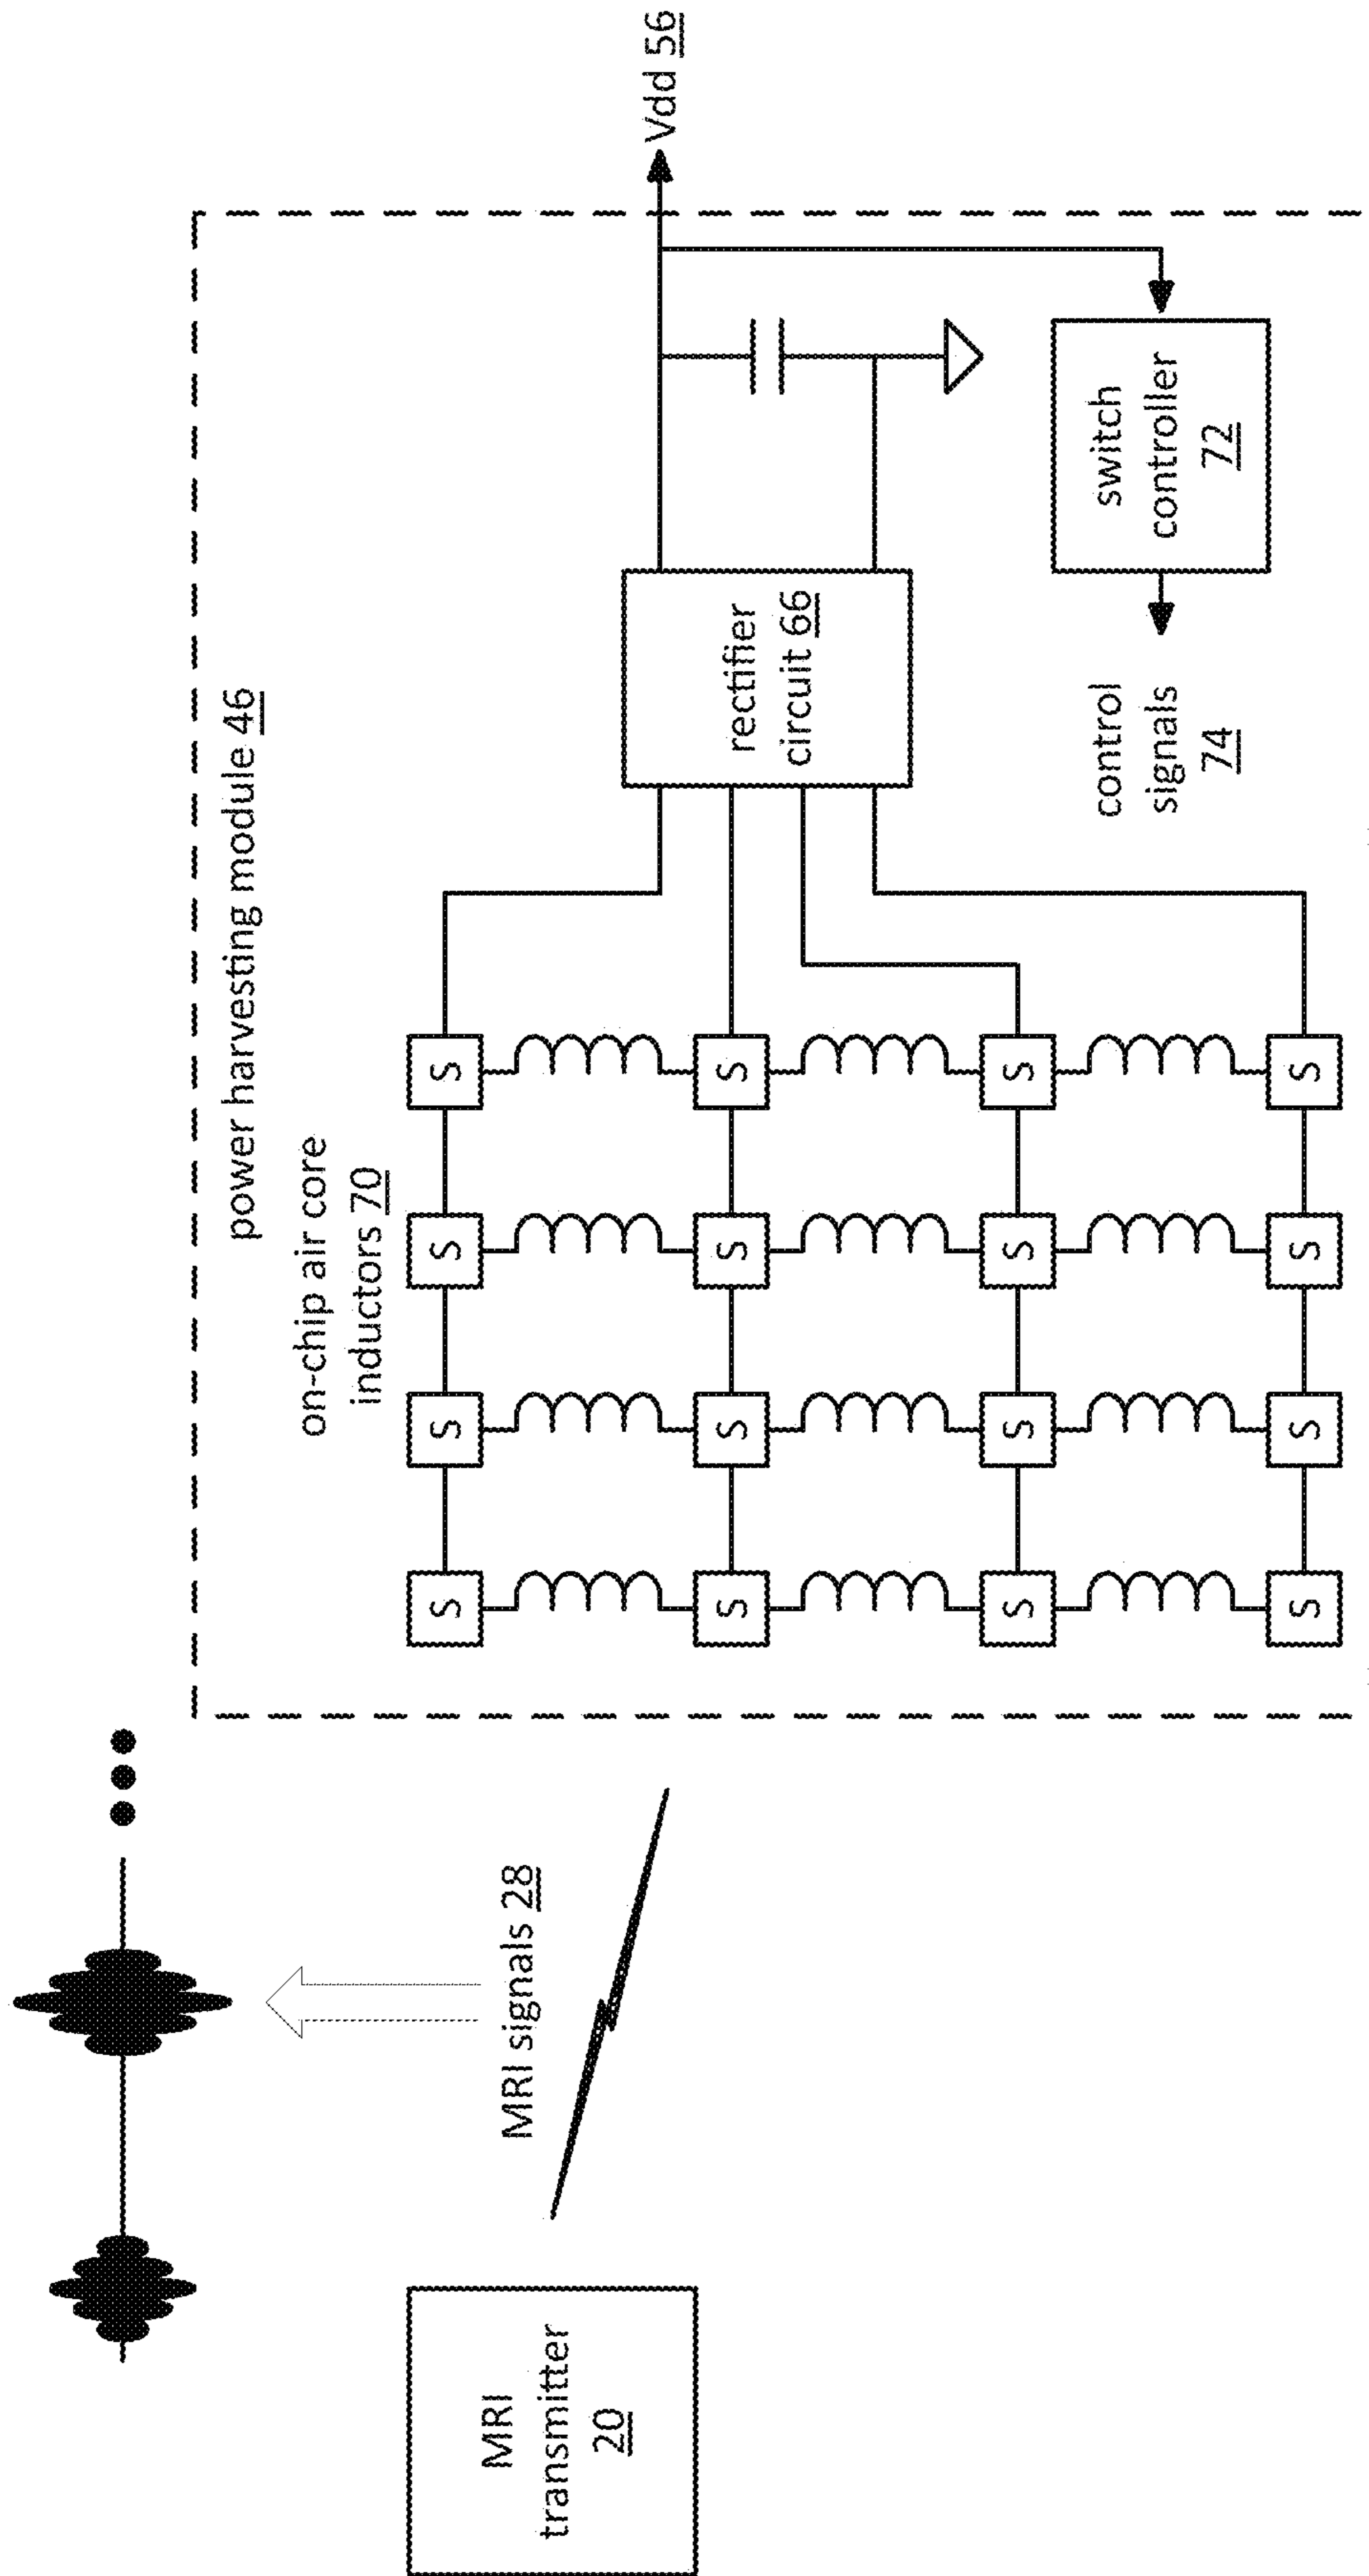 power harvesting module 46
on-chip air core
inductors 70
S S S S
S S S S
S S S S
S S S S
rectifier
circuit 66
Vdd 56
switch
controller
72
control
signals
74
MRI signals 28
MRI
transmitter
20